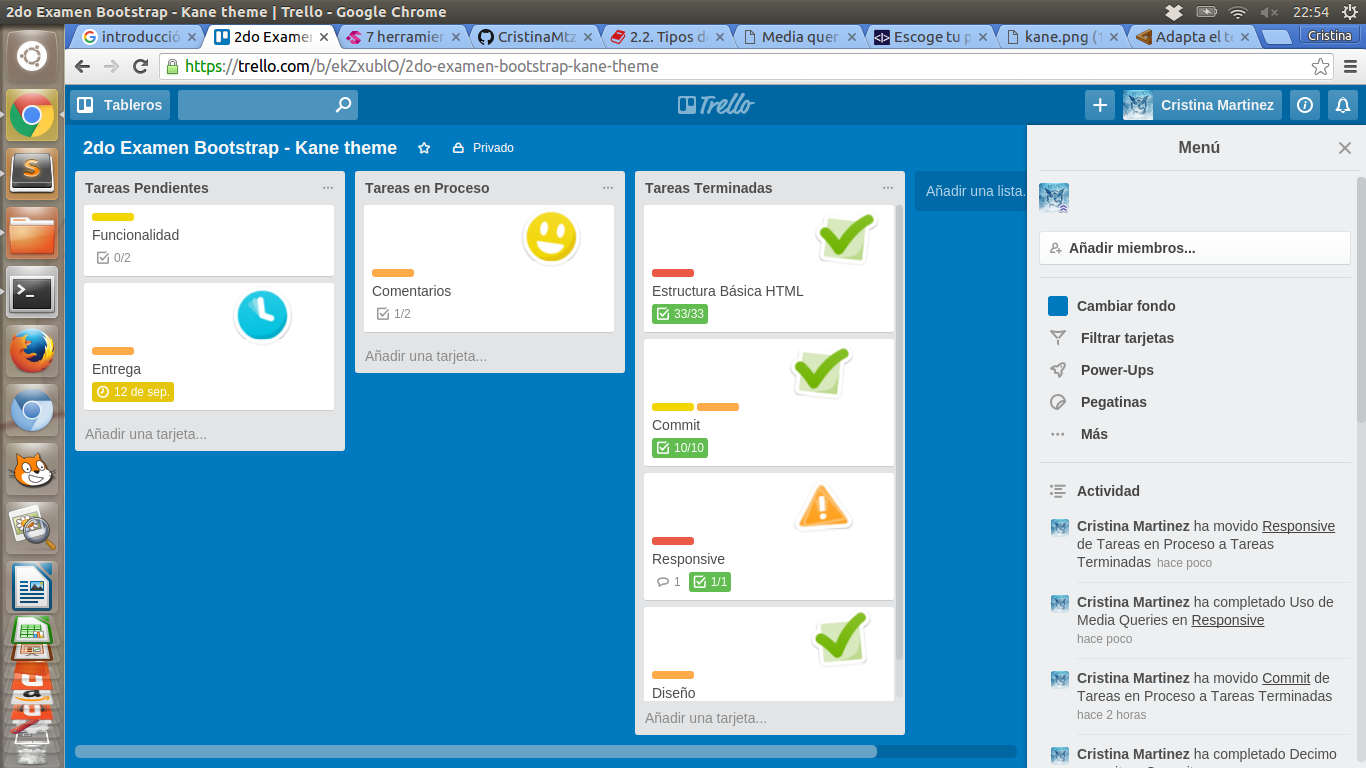 2do Examen Bootstrap - Kane theme | Trello - Google Chrome
22:54
introducció
2do Examen
7 herramien
CristinaMtz
2.2. Tipos d
Media quer
Escoge tu p
kane.png (1
Adapta el t
Cristina
https://trello.com/b/ekZxublO/2do-examen-bootstrap-kane-theme
Tableros
Trello
Cristina Martinez
2do Examen Bootstrap - Kane theme
Privado
Tareas Pendientes
Funcionalidad
0/2
Entrega
12 de sep.
Añadir una tarjeta...
Tareas en Proceso
Comentarios
1/2
Añadir una tarjeta...
Tareas Terminadas
Estructura Básica HTML
33/33
Commit
10/10
Responsive
1
1/1
Diseño
Añadir una tarjeta...
Añadir una lista.
Menú
Añadir miembros...
Cambiar fondo
Filtrar tarjetas
Power-Ups
Pegatinas
Más
Actividad
Cristina Martinez ha movido Responsive
de Tareas en Proceso a Tareas
Terminadas hace poco
Cristina Martinez ha completado Uso de
Media Queries en Responsive
hace poco
Cristina Martinez ha movido Commit de
Tareas en Proceso a Tareas Terminadas
hace 2 horas
Cristina Martinez ha completado Decimo